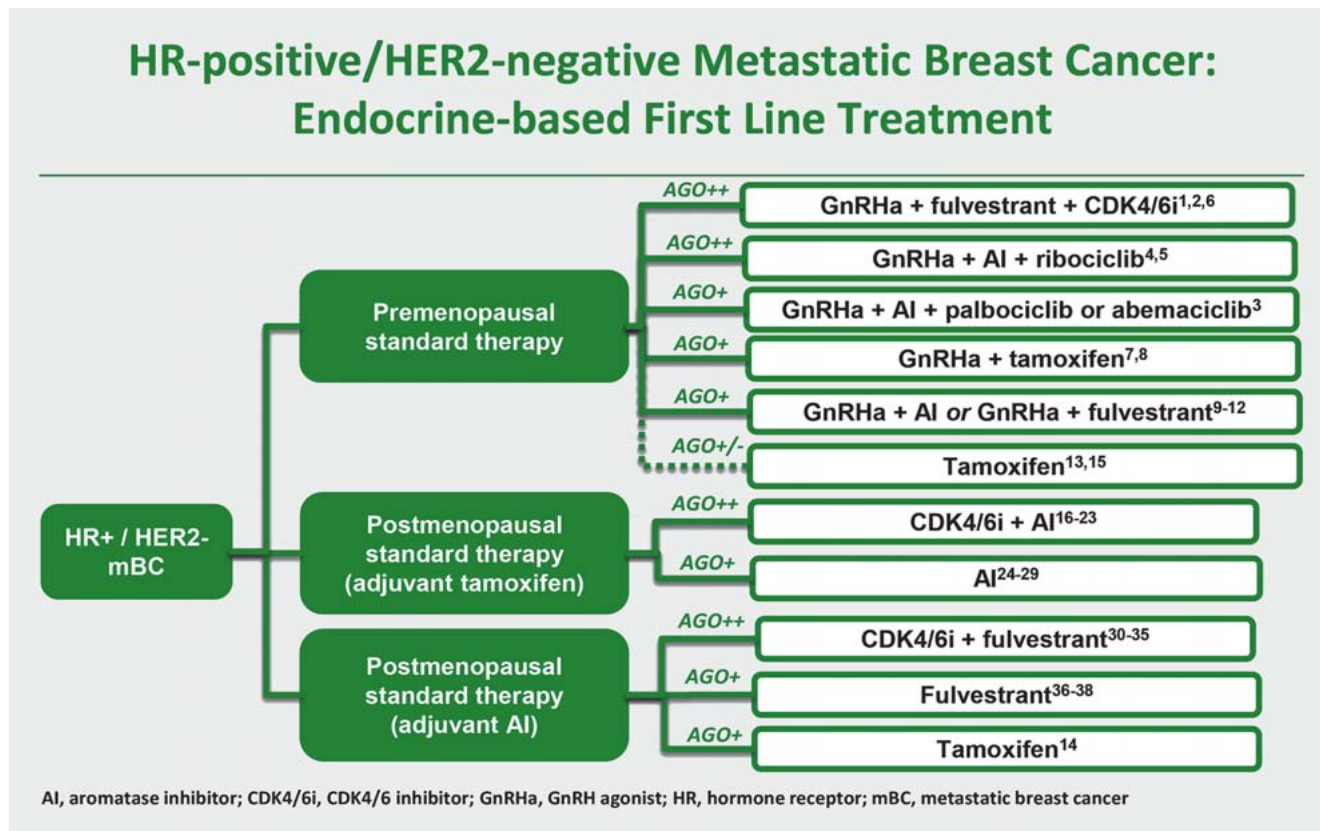 HR-positive/HER2-negative Metastatic Breast Cancer:
Endocrine-based First Line Treatment
HR+ / HER2-
mBC
Premenopausal
standard therapy
AGO++
GnRHa + fulvestrant + CDK4/6i1,2,6
AGO++
GnRHa + AI + ribociclib4,5
AGO+
GnRHa + AI + palbociclib or abemaciclib3
AGO+
GnRHa + tamoxifen7,8
AGO+
GnRHa + AI or GnRHa + fulvestrant9-12
AGO+/-
Tamoxifen13,15
Postmenopausal
standard therapy
(adjuvant tamoxifen)
AGO++
CDK4/6i + AI16-23
AGO+
AI24-29
Postmenopausal
standard therapy
(adjuvant AI)
AGO++
CDK4/6i + fulvestrant30-35
AGO+
Fulvestrant36-38
AGO+
Tamoxifen14
AI, aromatase inhibitor; CDK4/6i, CDK4/6 inhibitor; GnRHa, GnRH agonist; HR, hormone receptor; mBC, metastatic breast cancer